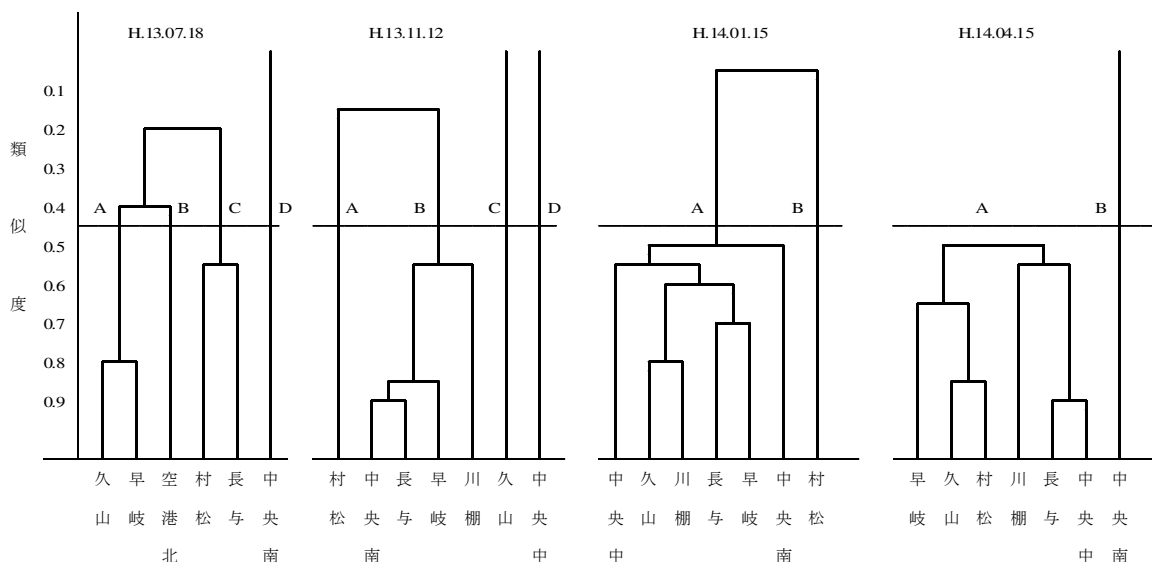 H.13.07.18 H.13.11.12 H.14.01.15 H.14.04.15
類似度
0.1
0.2
0.3
0.4
0.5
0.6
0.7
0.8
0.9
A B C D A B C D A B A B
久山 早岐 空港北 村松 長与 中央南
村松 中央南 長与 早岐 川棚 久山 中央中
中央中 久山 川棚 長与 早岐 中央南 村松
早岐 久山 村松 川棚 長与 中央中 中央南